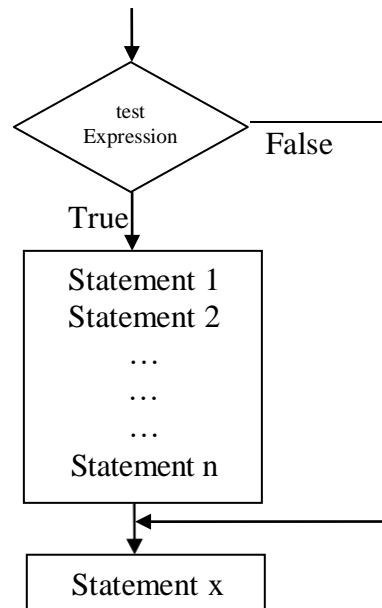 test
Expression
False
True
Statement 1
Statement 2
…
…
…
Statement n
Statement x